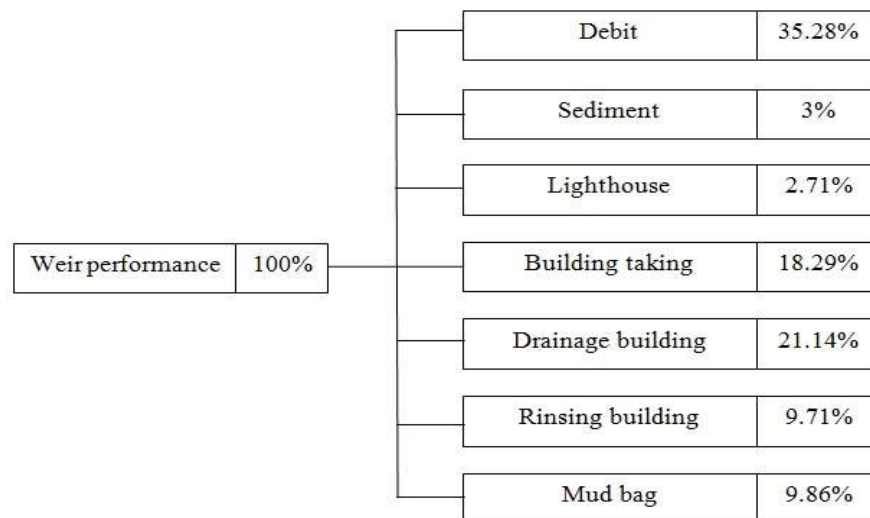 Debit 35.28%
Sediment 3%
Lighthouse 2.71%
Weir performance 100%
Building taking 18.29%
Drainage building 21.14%
Rinsing building 9.71%
Mud bag 9.86%